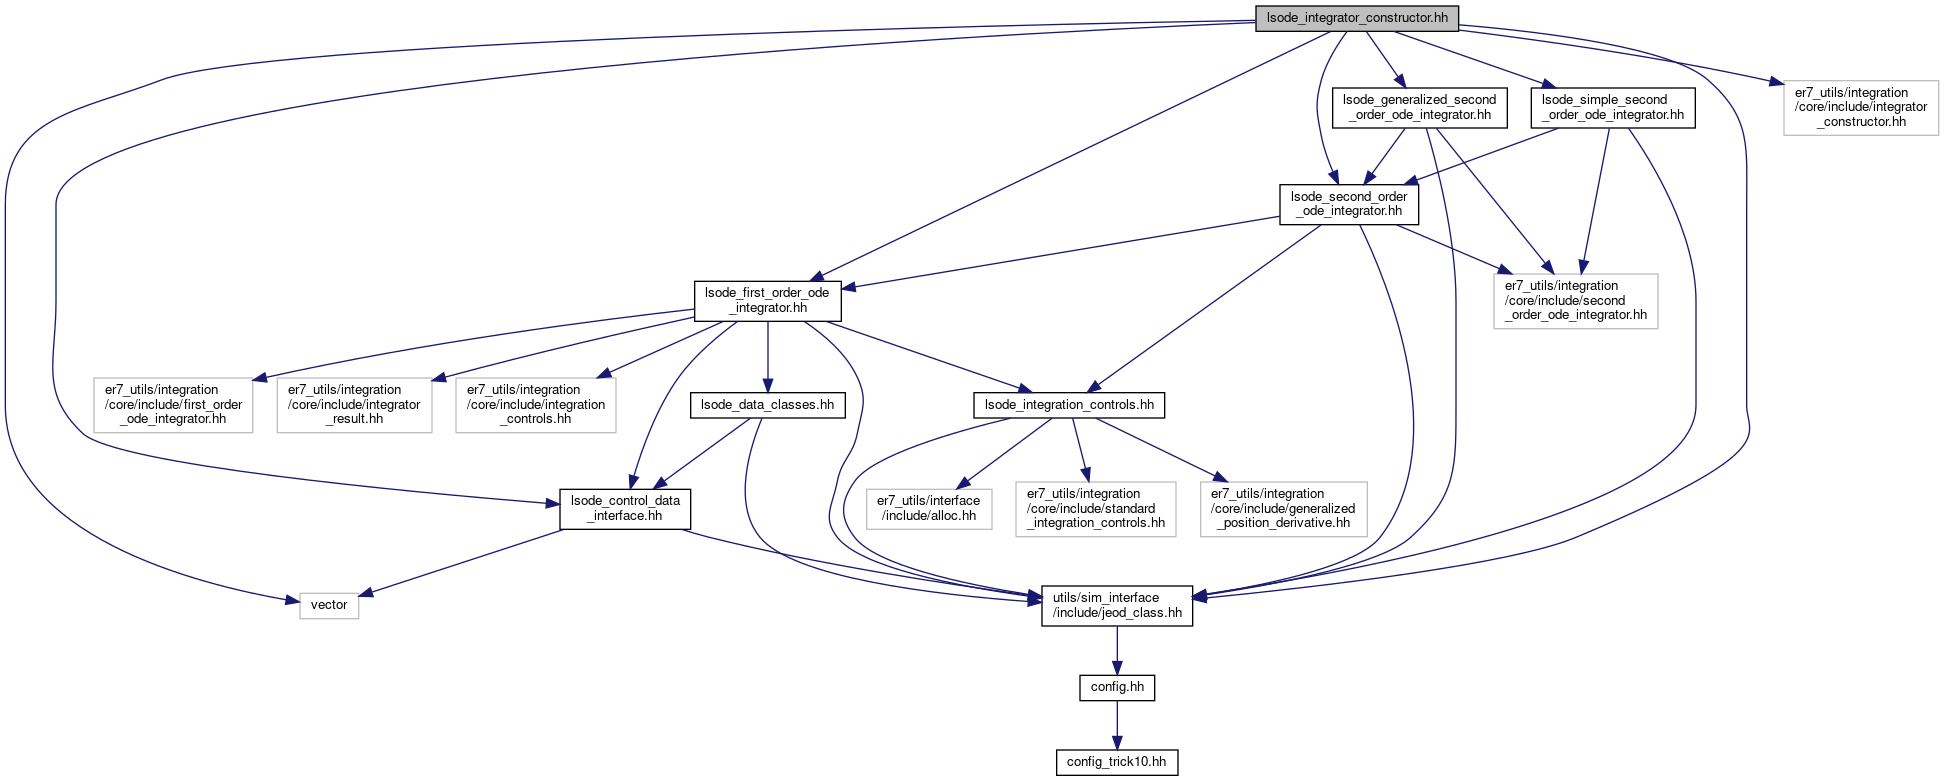 lsode_integrator_constructor.hh
er7_utils/integration
/core/include/integrator
_constructor.hh
lsode_generalized_second
_order_ode_integrator.hh
lsode_simple_second
_order_ode_integrator.hh
lsode_second_order
_ode_integrator.hh
er7_utils/integration
/core/include/second
_order_ode_integrator.hh
lsode_first_order_ode
_integrator.hh
er7_utils/integration
/core/include/first_order
_ode_integrator.hh
er7_utils/integration
/core/include/integrator
_result.hh
er7_utils/integration
/core/include/integration
_controls.hh
lsode_data_classes.hh
lsode_integration_controls.hh
lsode_control_data
_interface.hh
er7_utils/interface
/include/alloc.hh
er7_utils/integration
/core/include/standard
_integration_controls.hh
er7_utils/integration
/core/include/generalized
_position_derivative.hh
vector
utils/sim_interface
/include/jeod_class.hh
config.hh
config_trick10.hh